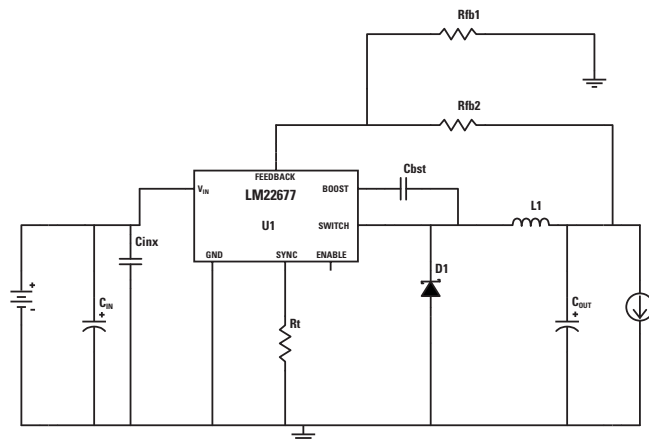 Rfb1
Rfb2
FEEDBACK
Cbst
VIN
LM22677
BOOST
L1
U1
SWITCH
Cinx
GND
SYNC
ENABLE
D1
+
-
CIN
+
Rt
COUT
+